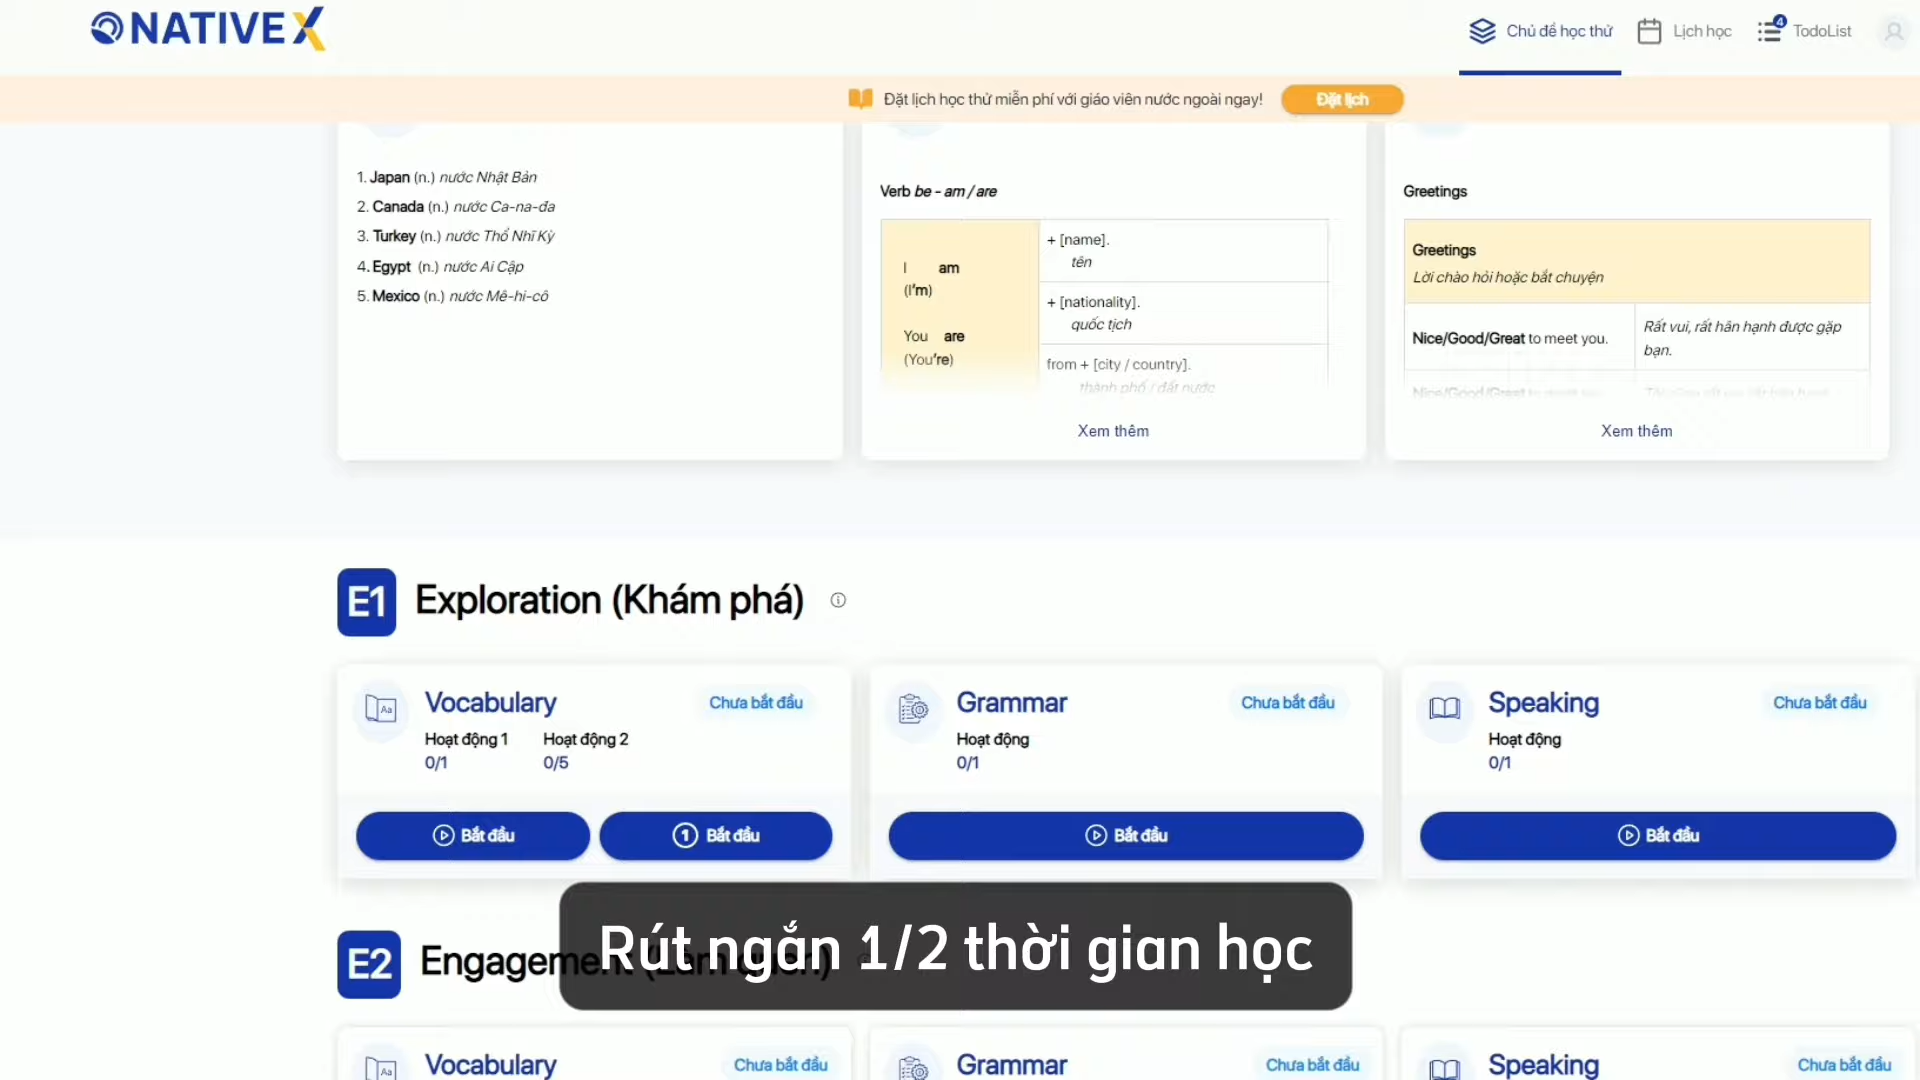 NATIVEX
Chủ đề học thử
Lịch học
4
TodoList
Đặt lịch học thử miễn phí với giáo viên nước ngoài ngay!
Đặt lịch
1. Japan (n.) nước Nhật Bản
2. Canada (n.) nước Ca-na-đa
3. Turkey (n.) nước Thổ Nhĩ Kỳ
4. Egypt (n.) nước Ai Cập
5. Mexico (n.) nước Mê-hi-cô
Verb be - am / are
I am
(I'm)
You are
(You're)
+ [name].
tên
+ [nationality].
quốc tịch
from + [city / country].
thành phố / đất nước
Xem thêm
Greetings
Greetings
Lời chào hỏi hoặc bắt chuyện
Nice/Good/Great to meet you.
Rất vui, rất hân hạnh được gặp
bạn.
Xem thêm
E1 Exploration (Khám phá)
Vocabulary
Chưa bắt đầu
Hoạt động 1 Hoạt động 2
0/1 0/5
Bắt đầu
1 Bắt đầu
Grammar
Chưa bắt đầu
Hoạt động
0/1
Bắt đầu
Speaking
Chưa bắt đầu
Hoạt động
0/1
Bắt đầu
E2 Engagement
Rút ngắn 1/2 thời gian học
Vocabulary
Chưa bắt đầu
Grammar
Chưa bắt đầu
Speaking
Chưa bắt đầu